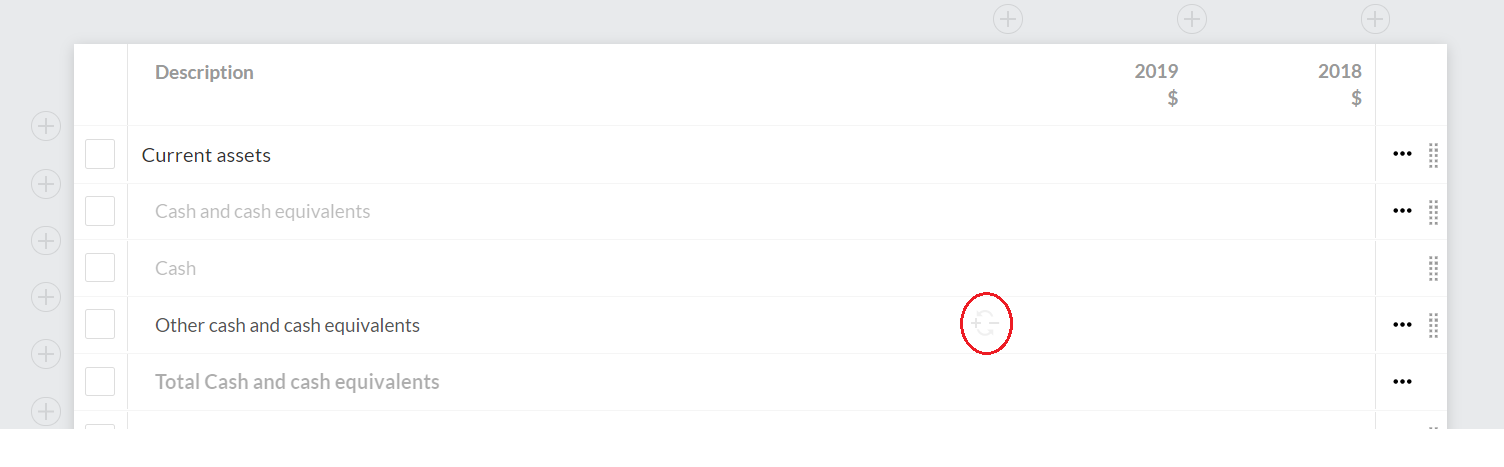 Description 2019 2018
$ $
Current assets
Cash and cash equivalents
Cash
Other cash and cash equivalents
Total Cash and cash equivalents